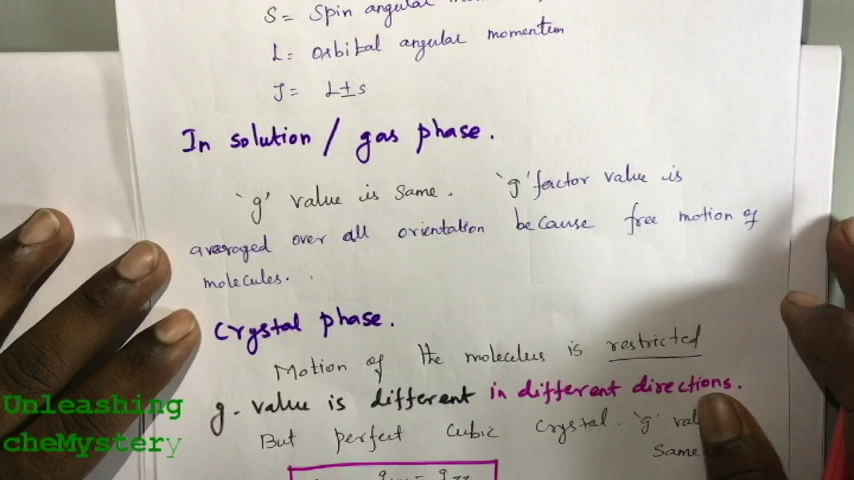 S = Spin angular
L = orbital angular momentum
J = L±s
In solution / gas phase.
'g' value is same. 'g' factor value is
averaged over all orientation because free motion of
molecules.
Crystal phase.
Motion of the molecules is restricted
g- value is different in different directions.
But perfect cubic crystal. 'g'
Same
Unleashing
cheMystery